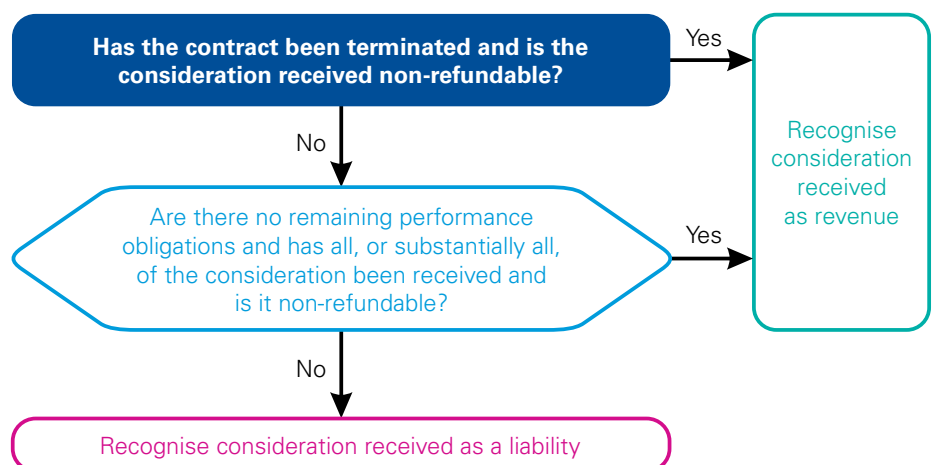 Has the contract been terminated and is the
consideration received non-refundable?
Yes
Recognise
consideration
received
as revenue
No
Are there no remaining performance
obligations and has all, or substantially all,
of the consideration been received and
is it non-refundable?
Yes
No
Recognise consideration received as a liability